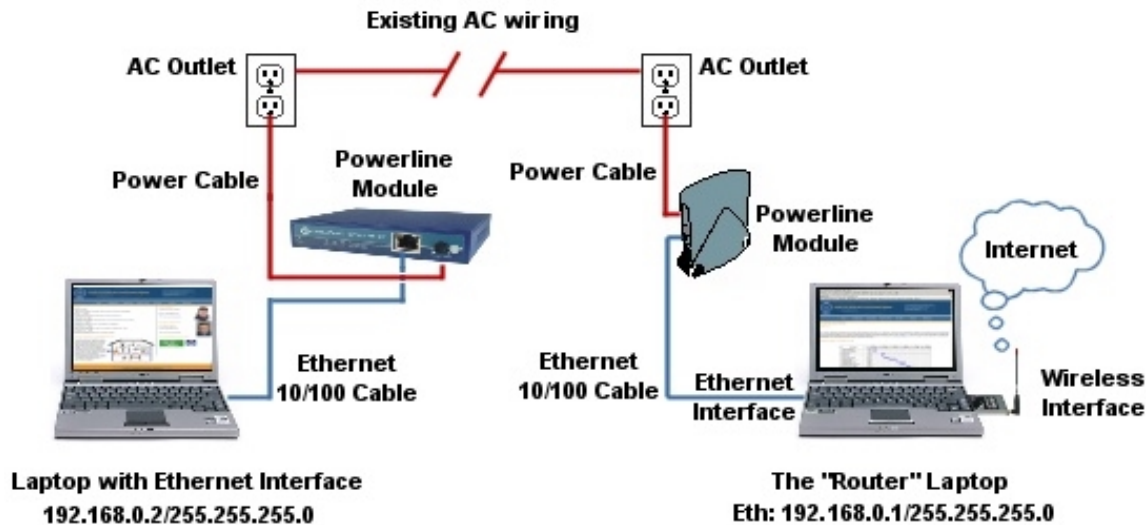 Existing AC wiring
AC Outlet
AC Outlet
Power Cable
Powerline
Module
Power Cable
Powerline
Module
Internet
Ethernet
10/100 Cable
Ethernet
10/100 Cable
Ethernet
Interface
Wireless
Interface
Laptop with Ethernet Interface
192.168.0.2/255.255.255.0
The "Router" Laptop
Eth: 192.168.0.1/255.255.255.0